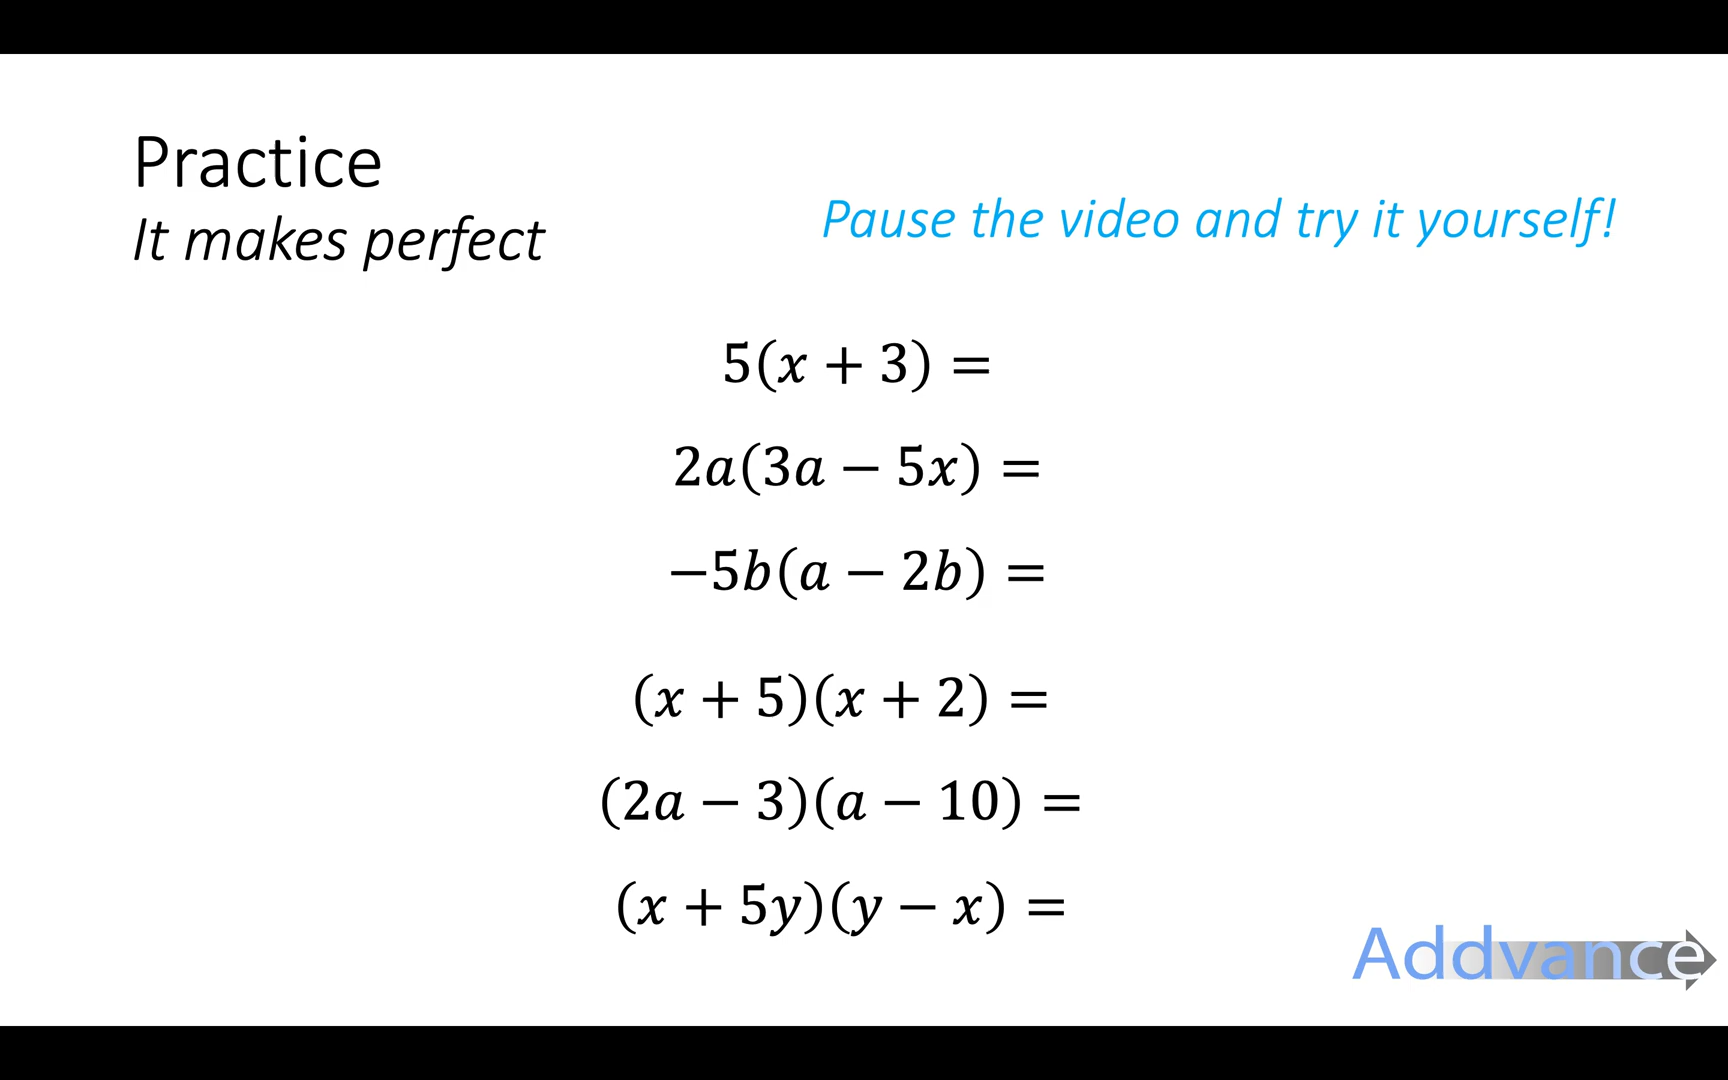 Practice
It makes perfect
Pause the video and try it yourself!
5(x + 3) =
2a(3a − 5x) =
−5b(a − 2b) =
(x + 5)(x + 2) =
(2a − 3)(a − 10) =
(x + 5y)(y − x) =
Addvance